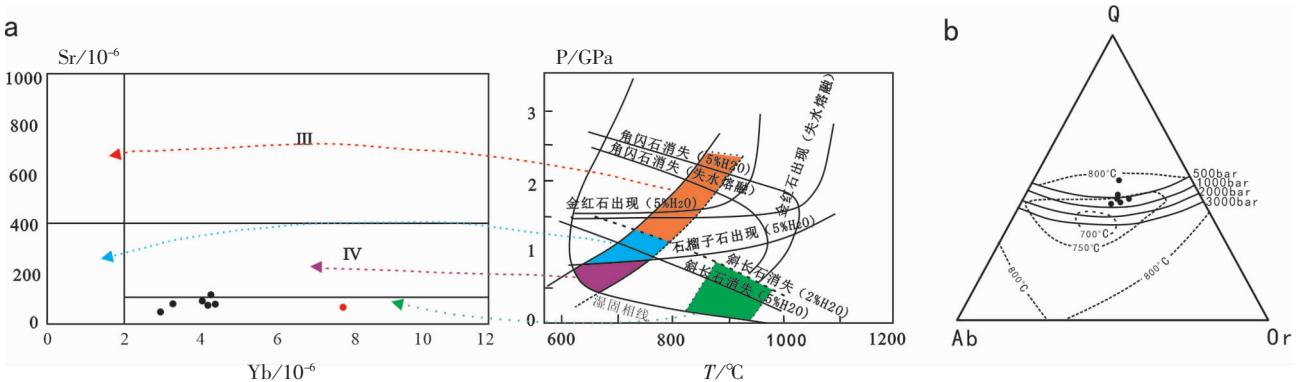 a
Sr/10⁻⁶
1000
800
600
400
200
0
0
2
4
6
8
10
12
Yb/10⁻⁶
III
IV
P/GPa
3
2
1
0
600
800
1000
1200
T/℃
角闪石消失(5%H2O)
角闪石消失(失水熔融)
金红石出现(5%H₂O)
金红石出现(失水熔融)
石榴子石出现(5%H₂O)
斜长石消失(2%H2O)
斜长石消失(5%H2O)
湿固相线
b
Q
800℃
500bar
1000bar
2000bar
3000bar
700℃
750℃
800℃
800℃
Ab
Or